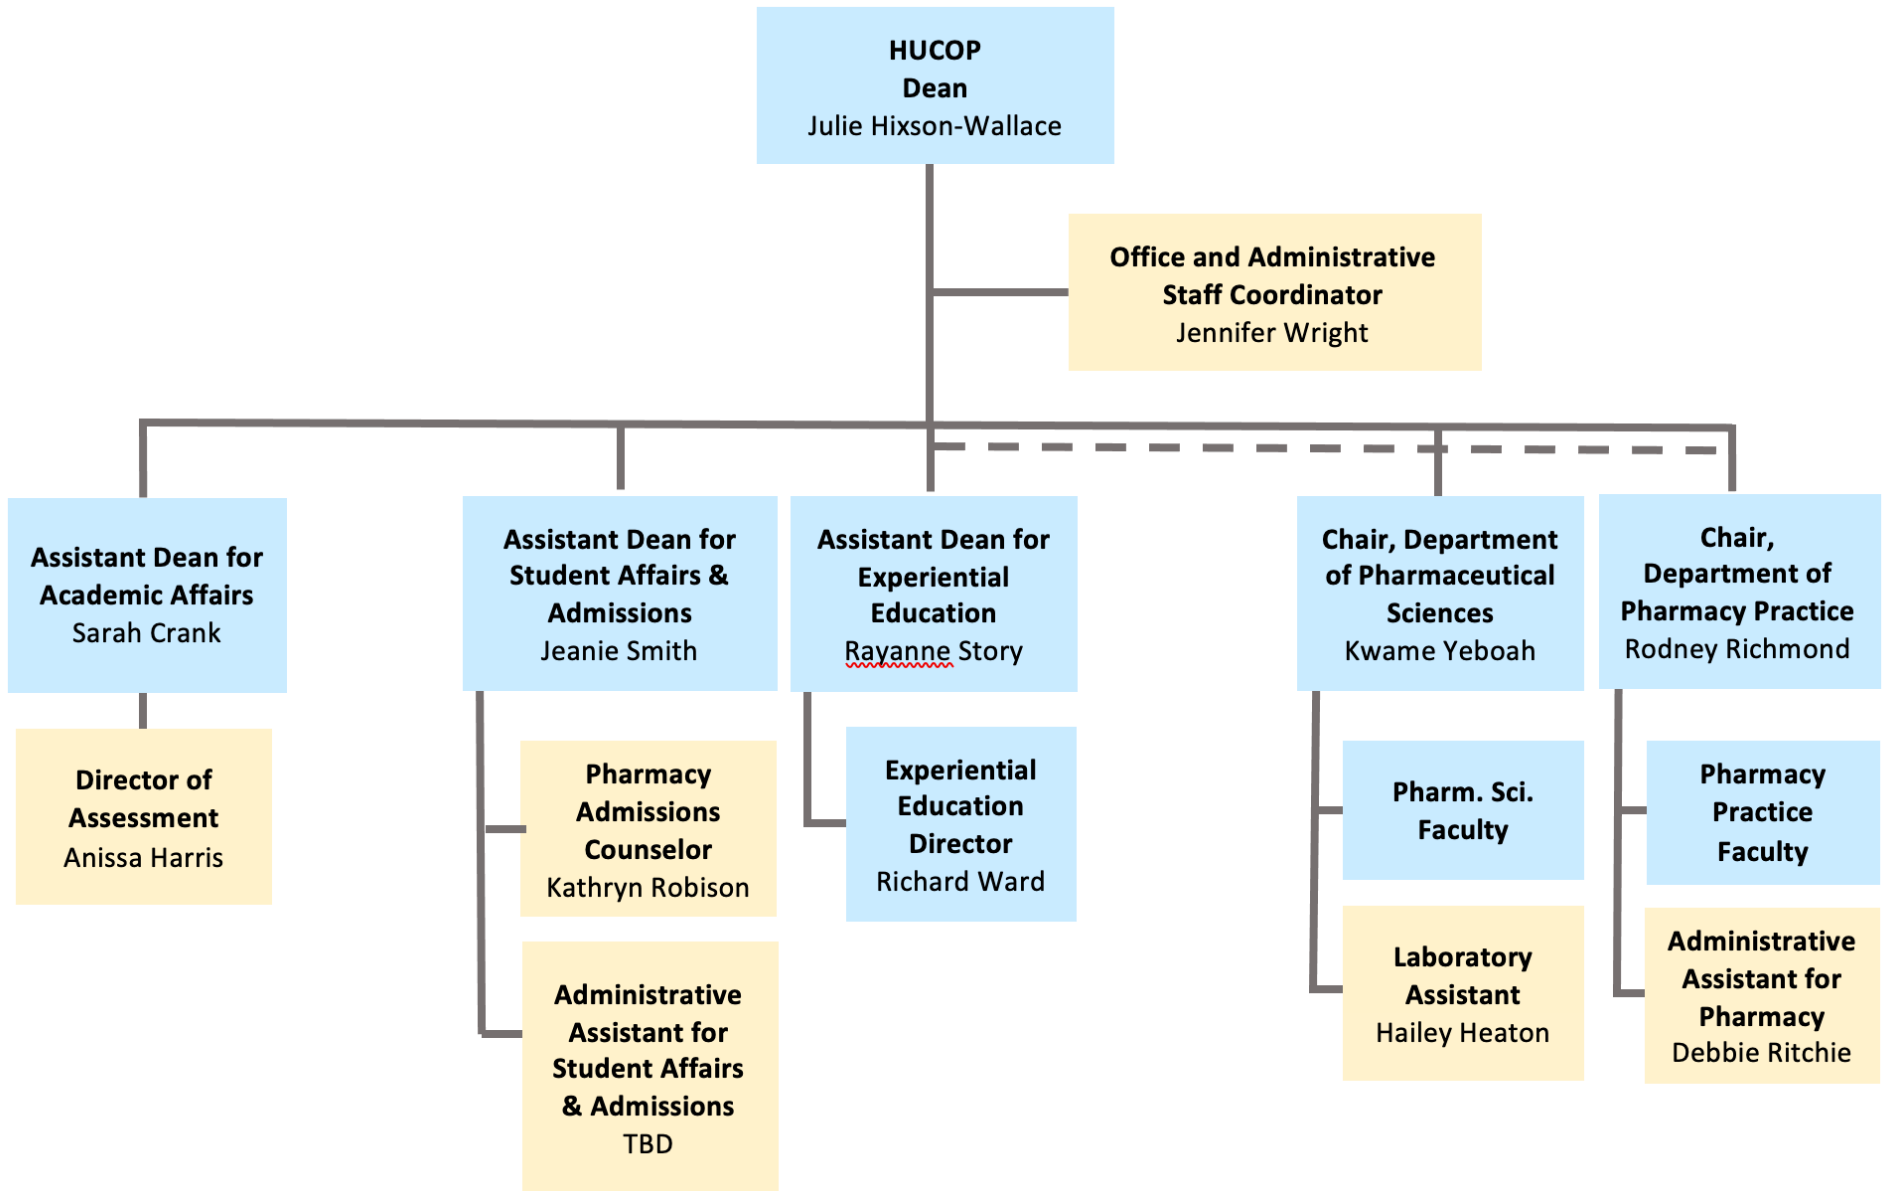 HUCOP
Dean
Julie Hixson-Wallace
Office and Administrative
Staff Coordinator
Jennifer Wright
Assistant Dean for
Academic Affairs
Sarah Crank
Assistant Dean for
Student Affairs &
Admissions
Jeanie Smith
Assistant Dean for
Experiential
Education
Rayanne Story
Chair, Department
of Pharmaceutical
Sciences
Kwame Yeboah
Chair,
Department of
Pharmacy Practice
Rodney Richmond
Director of
Assessment
Anissa Harris
Pharmacy
Admissions
Counselor
Kathryn Robison
Experiential
Education
Director
Richard Ward
Pharm. Sci.
Faculty
Pharmacy
Practice
Faculty
Administrative
Assistant for
Student Affairs
& Admissions
TBD
Laboratory
Assistant
Hailey Heaton
Administrative
Assistant for
Pharmacy
Debbie Ritchie